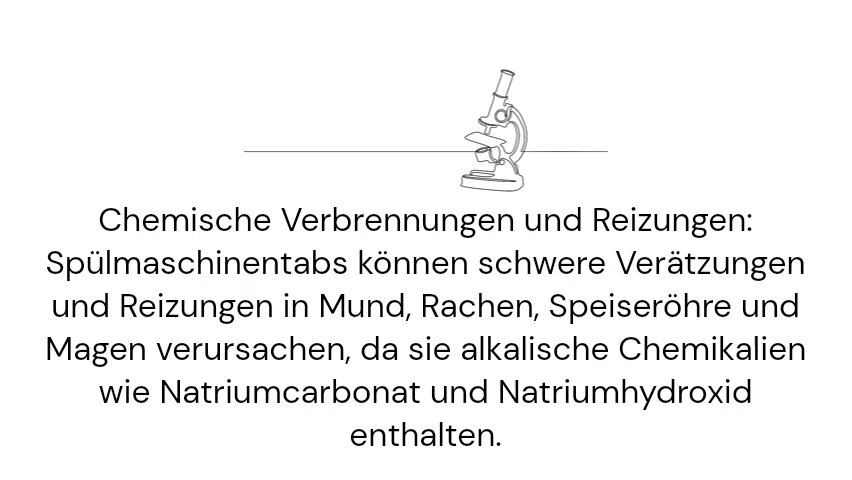 Chemische Verbrennungen und Reizungen:
Spülmaschinentabs können schwere Verätzungen
und Reizungen in Mund, Rachen, Speiseröhre und
Magen verursachen, da sie alkalische Chemikalien
wie Natriumcarbonat und Natriumhydroxid
enthalten.